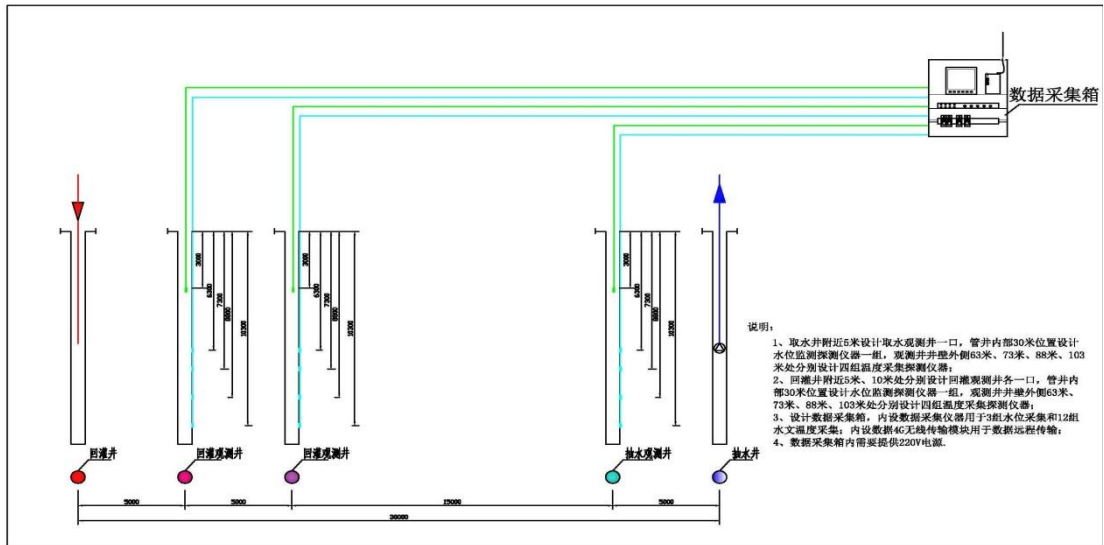 数据采集箱
3000
6300
7300
8800
10300
3000
6300
7300
8800
10300
3000
6300
7300
8800
10300
说明:
1、取水井附近5米设计取水观测井一口，管井内部30米位置设计
水位监测探测仪器一组，观测井井壁外侧63米、73米、88米、103
米处分别设计四组温度采集探测仪器;
2、回灌井附近5米、10米处分别设计回灌观测井各一口，管井内
部30米位置设计水位监测探测仪器一组，观测井井壁外侧63米、
73米、88米、103米处分别设计四组温度采集探测仪器;
3、设计数据采集箱，内设数据采集仪器用于3组水位采集和12组
水文温度采集；内设数据4G无线传输模块用于数据远程传输;
4、数据采集箱内需要提供220V电源.
回灌井
回灌观测井
回灌观测井
抽水观测井
抽水井
5000
5000
15000
5000
30000